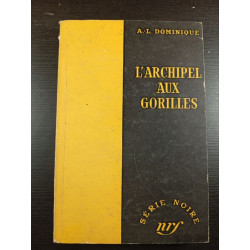 A.-L. DOMINIQUE
L'ARCHIPEL
AUX
GORILLES
SÉRIE NOIRE
nrf